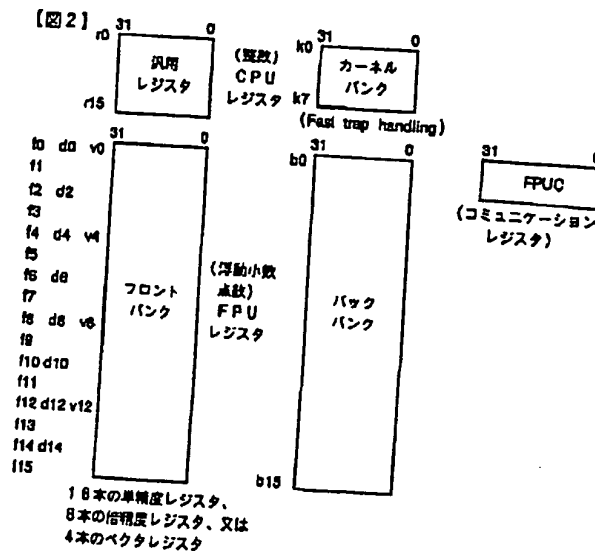 【図2】
r0 31 0
汎用
レジスタ
r15
(整数)
CPU
レジスタ
k0 31 0
カーネル
バンク
k7
(Fast trap handling)
f0 d0 v0 31 0
f1
f2 d2
f3
f4 d4 v4
f5
f6 d6
f7
f8 d8 v8
f9
f10 d10
f11
f12 d12 v12
f13
f14 d14
f15
フロント
バンク
(浮動小数
点数)
FPU
レジスタ
b0 31 0
バック
バンク
b15
31 0
FPUC
(コミュニケーション
レジスタ)
16本の単精度レジスタ、
8本の倍精度レジスタ、又は
4本のベクタレジスタ